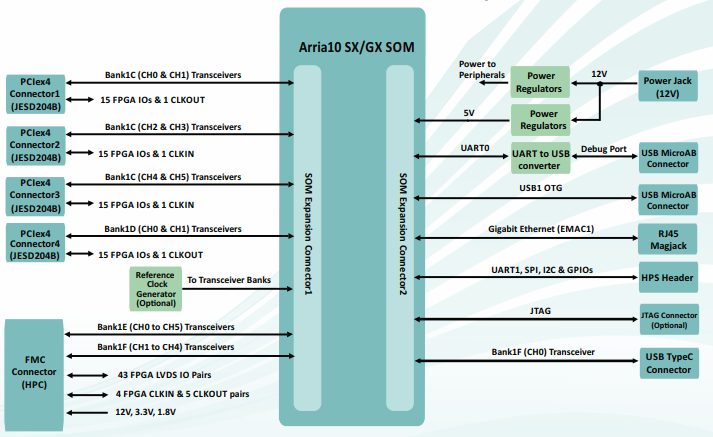 Arria10 SX/GX SOM
PCIex4
Connector1
(JESD204B)
Bank1C (CH0 & CH1) Transceivers
15 FPGA IOs & 1 CLKOUT
PCIex4
Connector2
(JESD204B)
Bank1C (CH2 & CH3) Transceivers
15 FPGA IOs & 1 CLKIN
PCIex4
Connector3
(JESD204B)
Bank1C (CH4 & CH5) Transceivers
15 FPGA IOs & 1 CLKIN
PCIex4
Connector4
(JESD204B)
Bank1D (CH0 & CH1) Transceivers
15 FPGA IOs & 1 CLKOUT
Reference
Clock
Generator
(Optional)
To Transceiver Banks
FMC
Connector
(HPC)
Bank1E (CH0 to CH5) Transceivers
Bank1F (CH1 to CH4) Transceivers
43 FPGA LVDS IO Pairs
4 FPGA CLKIN & 5 CLKOUT pairs
12V, 3.3V, 1.8V
SOM Expansion Connector1
SOM Expansion Connector2
Power to
Peripherals
Power
Regulators
12V
Power Jack
(12V)
5V
Power
Regulators
UART0
UART to USB
converter
Debug Port
USB MicroAB
Connector
USB1 OTG
USB MicroAB
Connector
Gigabit Ethernet (EMAC1)
RJ45
Magjack
UART1, SPI, I2C & GPIOs
HPS Header
JTAG
JTAG Connector
(Optional)
Bank1F (CH0) Transceiver
USB TypeC
Connector